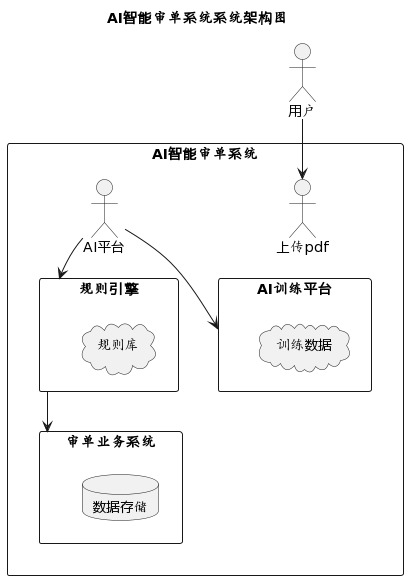 AI智能审单系统系统架构图
用户
AI智能审单系统
AI平台
上传pdf
规则引擎
AI训练平台
规则库
训练数据
审单业务系统
数据存储